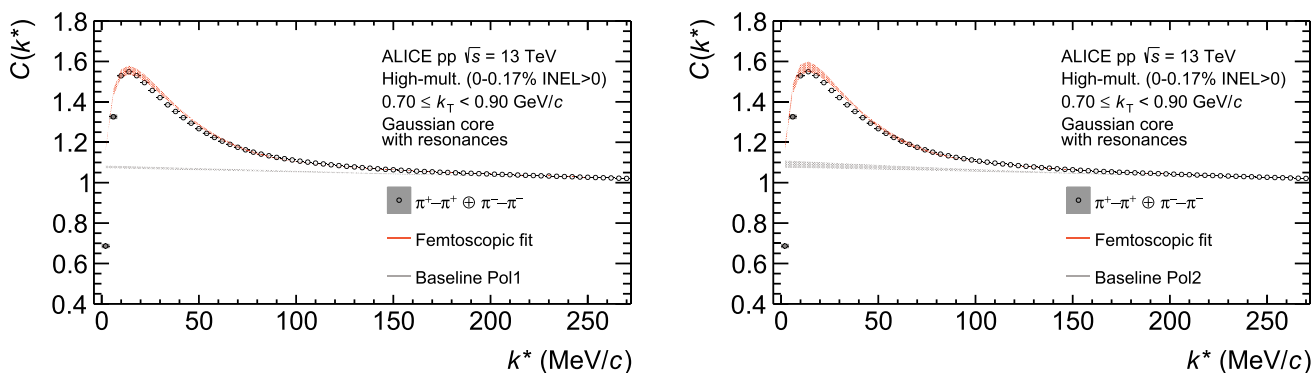 C(k*)
1.8
1.6
1.4
1.2
1
0.8
0.6
0.4
0
50
100
150
200
250
k* (MeV/c)
ALICE pp √s = 13 TeV
High-mult. (0-0.17% INEL>0)
0.70 ≤ kT < 0.90 GeV/c
Gaussian core
with resonances
π⁺–π⁺ ⊕ π⁻–π⁻
Femtoscopic fit
Baseline Pol1
C(k*)
1.8
1.6
1.4
1.2
1
0.8
0.6
0.4
0
50
100
150
200
250
k* (MeV/c)
ALICE pp √s = 13 TeV
High-mult. (0-0.17% INEL>0)
0.70 ≤ kT < 0.90 GeV/c
Gaussian core
with resonances
π⁺–π⁺ ⊕ π⁻–π⁻
Femtoscopic fit
Baseline Pol2